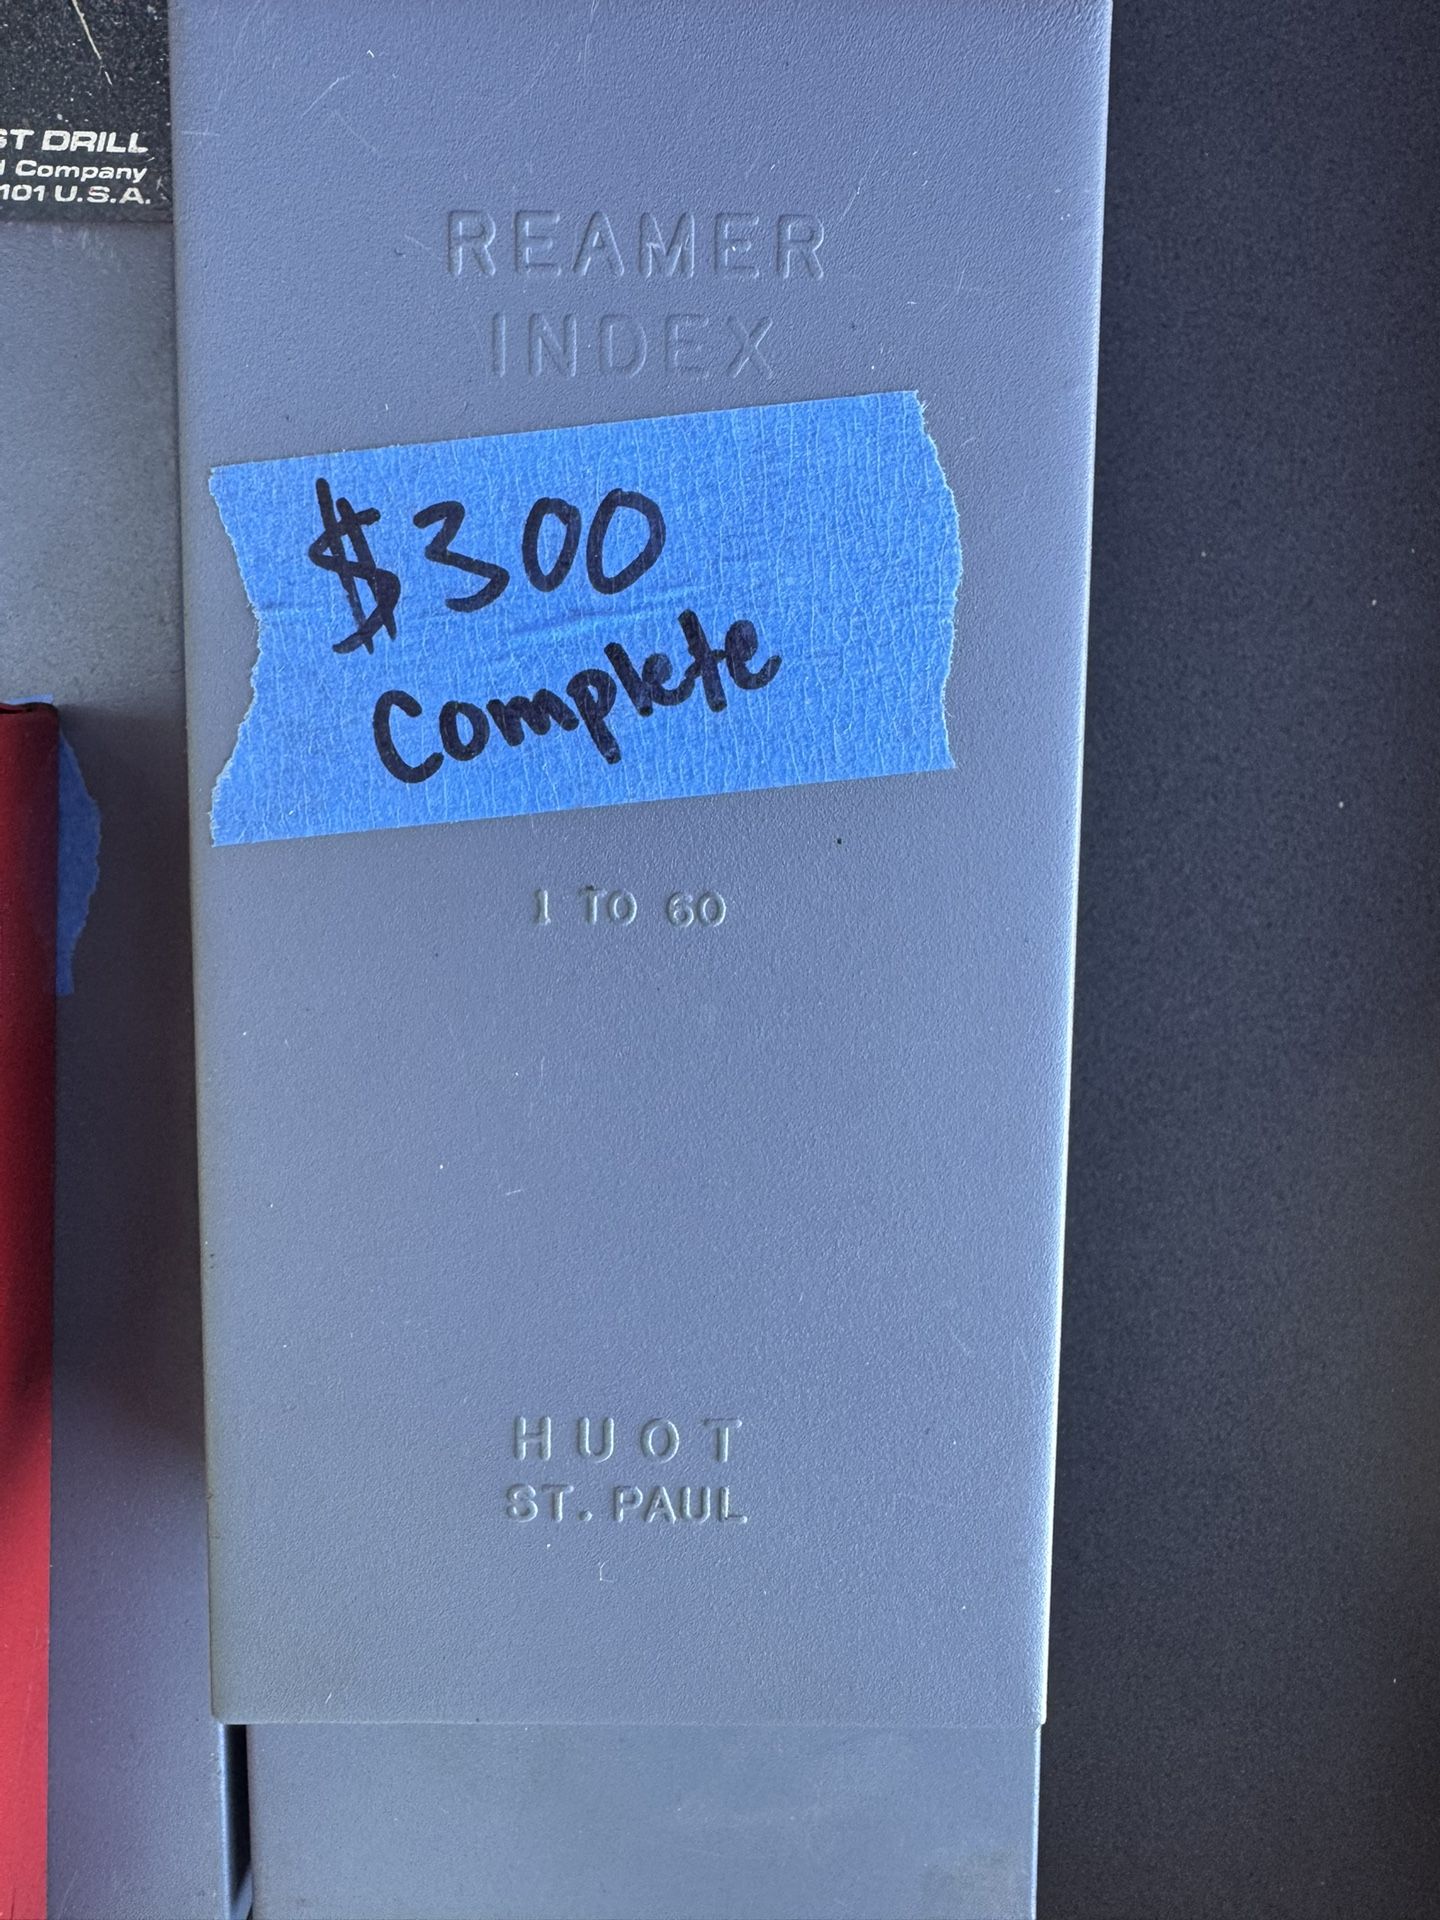 ST DRILL
Company
101 U.S.A.
REAMER
INDEX
$300
Complete
1 TO 60
HUOT
ST. PAUL